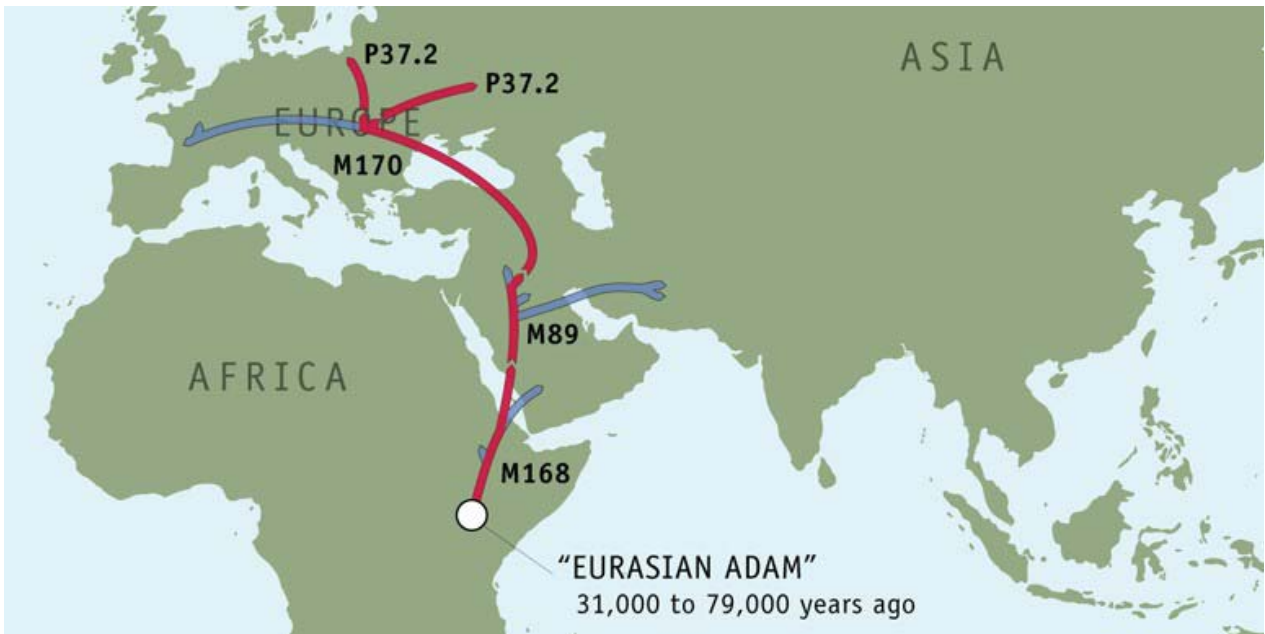 ASIA
P37.2
P37.2
EUROPE
M170
M89
AFRICA
M168
“EURASIAN ADAM”
31,000 to 79,000 years ago